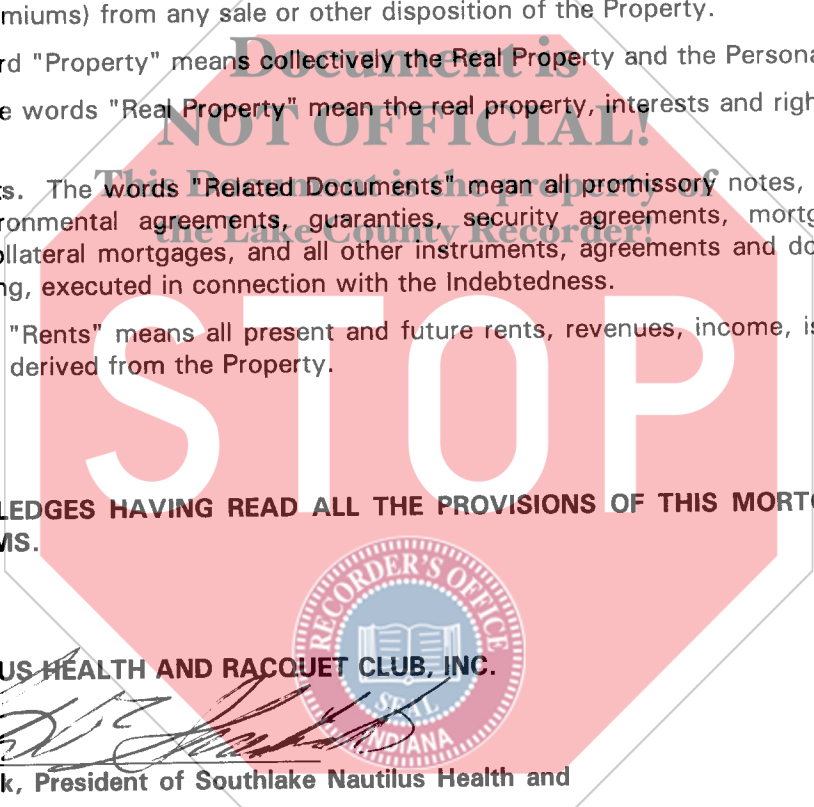 miums) from any sale or other disposition of the Property.
Document is
rd "Property" means collectively the Real Property and the Persona
NOT OFFICIAL!
e words "Real Property" mean the real property, interests and righ
This Document is the property of
s. The words "Related Documents" mean all promissory notes,
ronmental agreements, guaranties, security agreements, mortg
the Lake County Recorder!
ollateral mortgages, and all other instruments, agreements and do
ng, executed in connection with the Indebtedness.
"Rents" means all present and future rents, revenues, income, is
derived from the Property.
STOP
LEDGES HAVING READ ALL THE PROVISIONS OF THIS MORT
MS.
RECORDER'S OFFICE
US HEALTH AND RACQUET CLUB, INC.
SEAL
INDIANA
k, President of Southlake Nautilus Health and